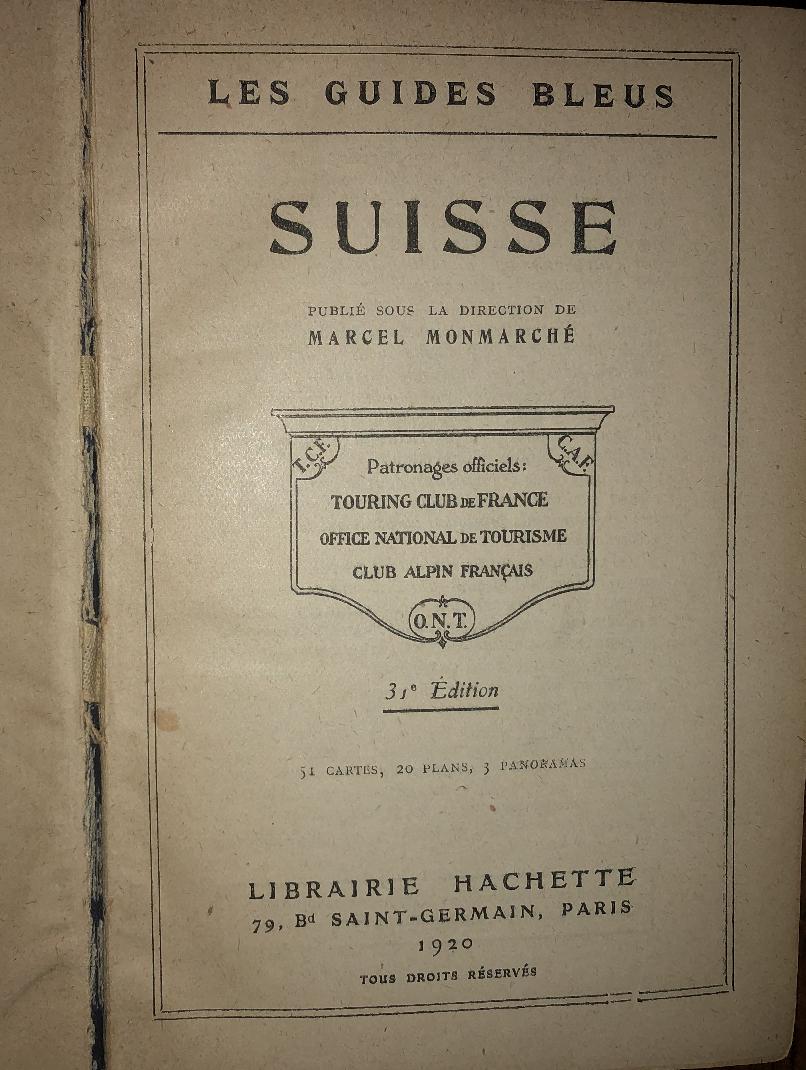 LES GUIDES BLEUS
SUISSE
PUBLIÉ SOUS LA DIRECTION DE
MARCEL MONMARCHÉ
T.C.F.
C.A.F.
Patronages officiels:
TOURING CLUB DE FRANCE
OFFICE NATIONAL DE TOURISME
CLUB ALPIN FRANÇAIS
O.N.T.
31e Édition
51 CARTES, 20 PLANS, 3 PANORAMAS
LIBRAIRIE HACHETTE
79, Bd SAINT-GERMAIN, PARIS
1920
TOUS DROITS RÉSERVÉS